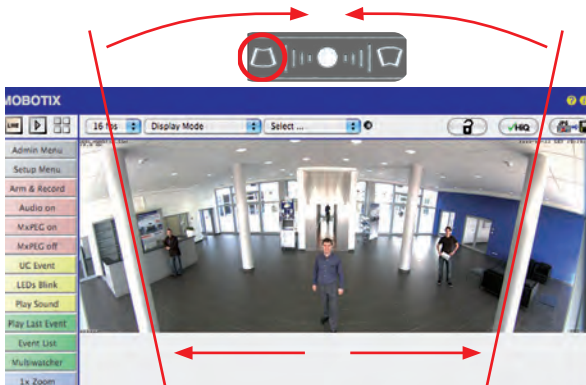 MOBOTIX
LIVE
16 fps
Display Mode
Select ...
HiQ
Admin Menu
Setup Menu
Arm & Record
Audio on
MxPEG on
MxPEG off
UC Event
LEDs Blink
Play Sound
Play Last Event
Event List
Multiwatcher
1x Zoom